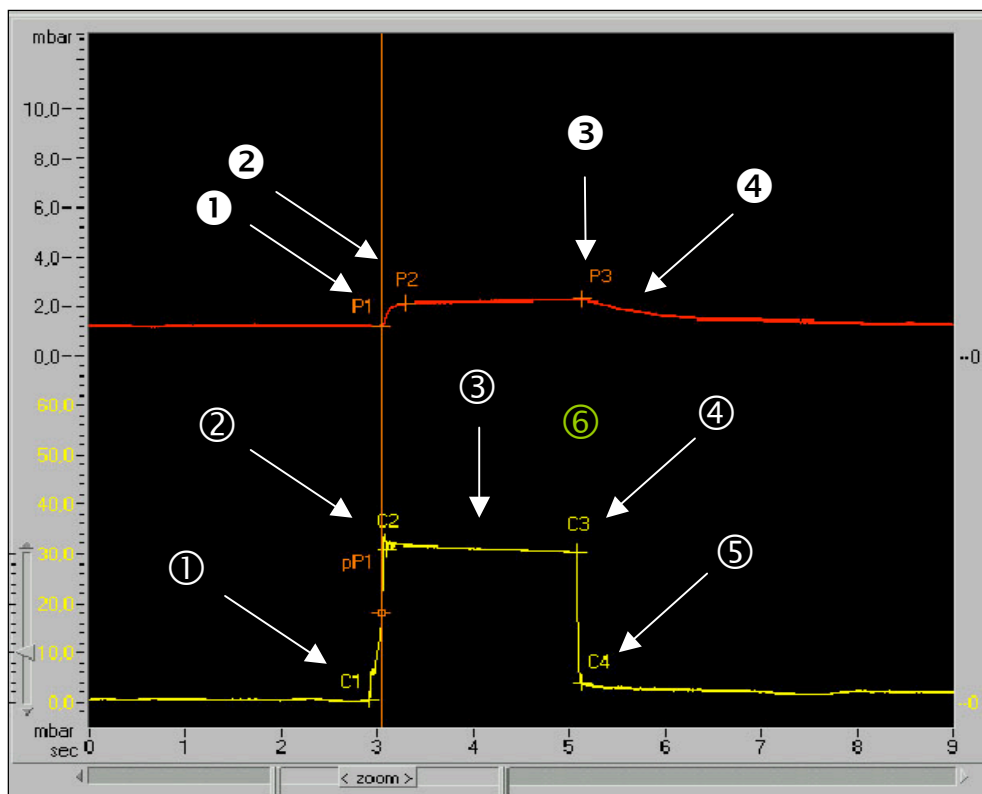 mbar
10,0
8,0
❸
❷
❹
6,0
❶
4,0
P2
P3
P1
2,0
0,0
--0
60,0
③
⑥
④
②
50,0
40,0
C2
C3
30,0
pP1
⑤
①
20,0
10,0
C4
C1
0,0
--0
mbar
sec 0 1 2 3 4 5 6 7 8 9
< zoom >